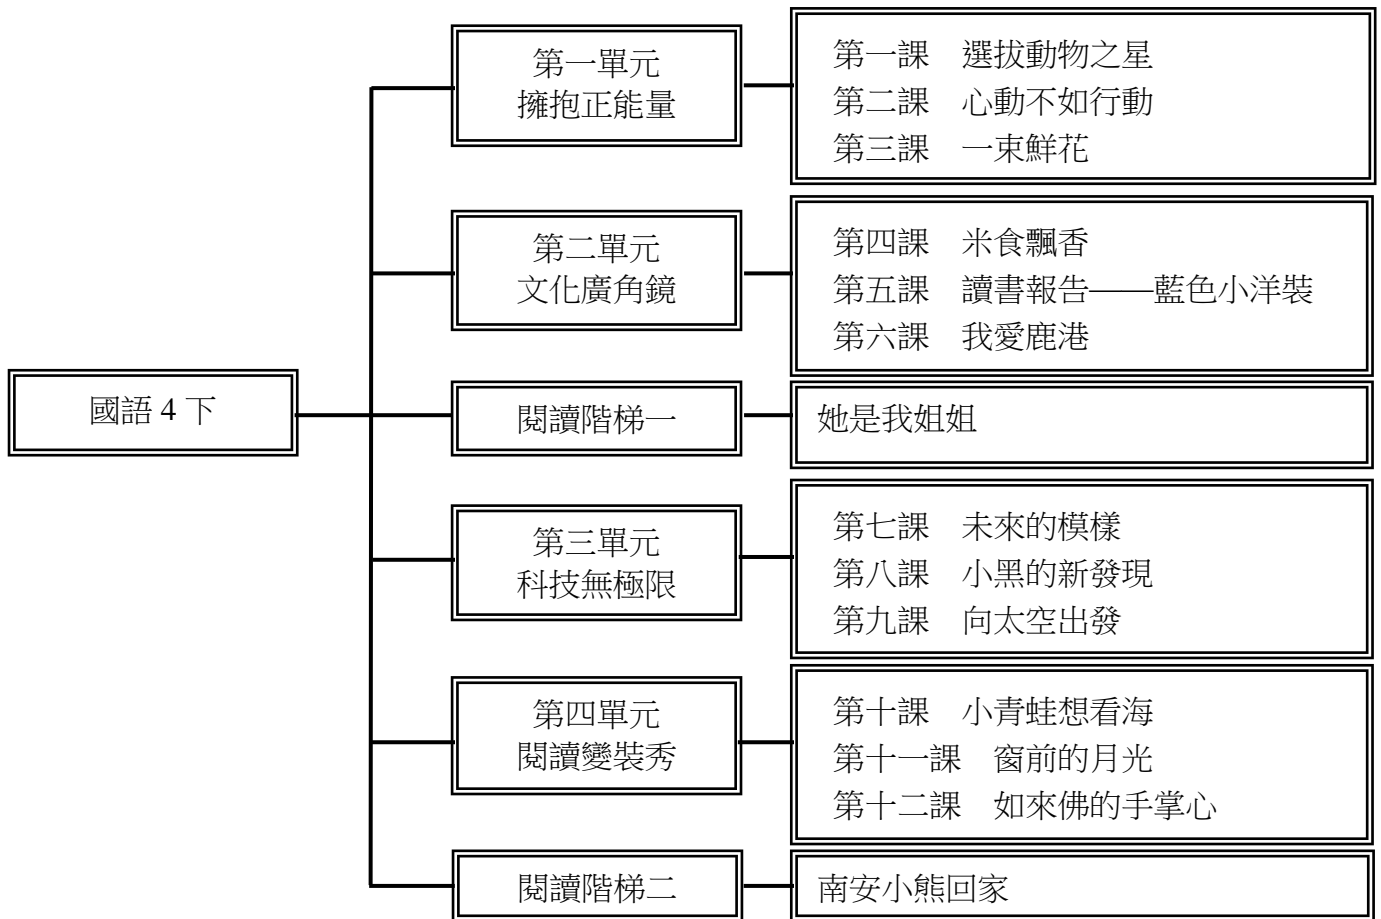 國語 4 下
第一單元
擁抱正能量
第一課　選拔動物之星
第二課　心動不如行動
第三課　一束鮮花
第二單元
文化廣角鏡
第四課　米食飄香
第五課　讀書報告——藍色小洋裝
第六課　我愛鹿港
閱讀階梯一
她是我姐姐
第三單元
科技無極限
第七課　未來的模樣
第八課　小黑的新發現
第九課　向太空出發
第四單元
閱讀變裝秀
第十課　小青蛙想看海
第十一課　窗前的月光
第十二課　如來佛的手掌心
閱讀階梯二
南安小熊回家